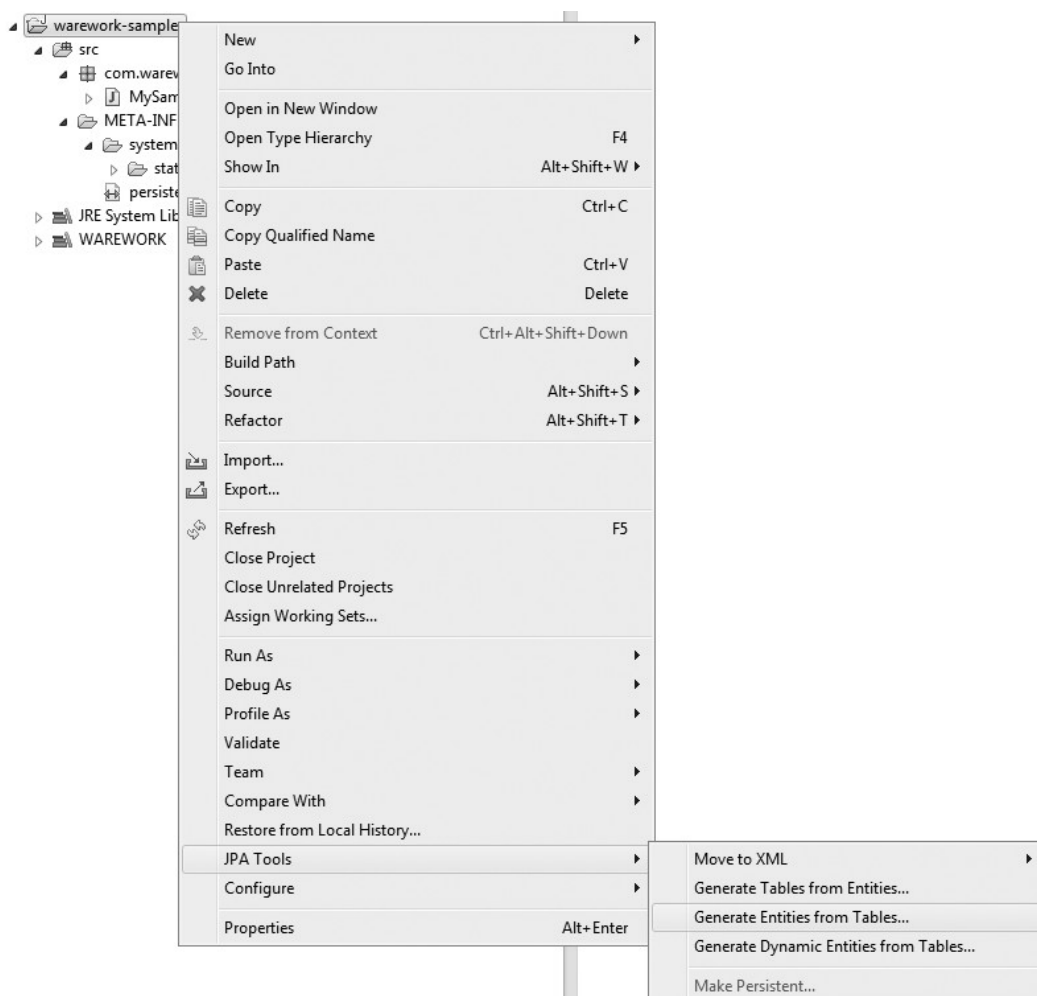 warework-sample
src
com.warew
MySam
META-INF
system
stat
persiste
JRE System Lib
WAREWORK
New
Go Into
Open in New Window
Open Type Hierarchy F4
Show In Alt+Shift+W
Copy Ctrl+C
Copy Qualified Name
Paste Ctrl+V
Delete Delete
Remove from Context Ctrl+Alt+Shift+Down
Build Path
Source Alt+Shift+S
Refactor Alt+Shift+T
Import...
Export...
Refresh F5
Close Project
Close Unrelated Projects
Assign Working Sets...
Run As
Debug As
Profile As
Validate
Team
Compare With
Restore from Local History...
JPA Tools
Configure
Properties Alt+Enter
Move to XML
Generate Tables from Entities...
Generate Entities from Tables...
Generate Dynamic Entities from Tables...
Make Persistent...